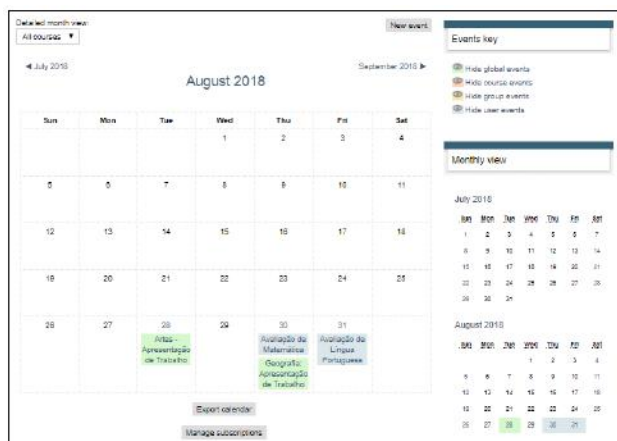 Detailed month view:
All courses ▼
New event
◀ July 2018
September 2018 ▶
August 2018
Sun Mon Tue Wed Thu Fri Sat
1 2 3 4
5 6 7 8 9 10 11
12 13 14 15 16 17 18
19 20 21 22 23 24 25
26 27 28 29 30 31
Artes -
Apresentação
de Trabalho
Avaliação de
Matemática
Geografia:
Apresentação
de Trabalho
Avaliação de
Língua
Portuguese
Export calendar
Manage subscriptions
Events key
Hide global events
Hide course events
Hide group events
Hide user events
Monthly view
July 2018
Sun Mon Tue Wed Thu Fri Sat
1 2 3 4 5 6 7
8 9 10 11 12 13 14
15 16 17 18 19 20 21
22 23 24 25 26 27 28
29 30 31
August 2018
Sun Mon Tue Wed Thu Fri Sat
1 2 3 4
5 6 7 8 9 10 11
12 13 14 15 16 17 18
19 20 21 22 23 24 25
26 27 28 29 30 31